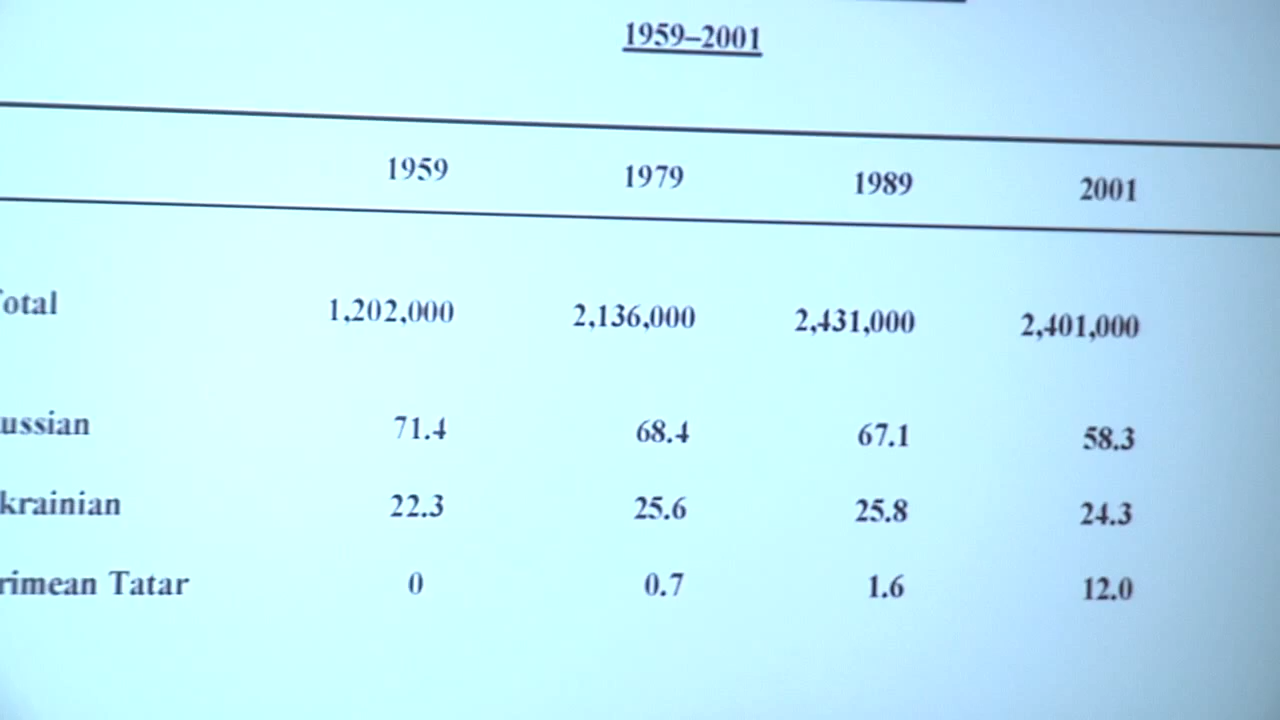 1959–2001
1959 1979 1989 2001
Total 1,202,000 2,136,000 2,431,000 2,401,000
ussian 71.4 68.4 67.1 58.3
krainian 22.3 25.6 25.8 24.3
rimean Tatar 0 0.7 1.6 12.0